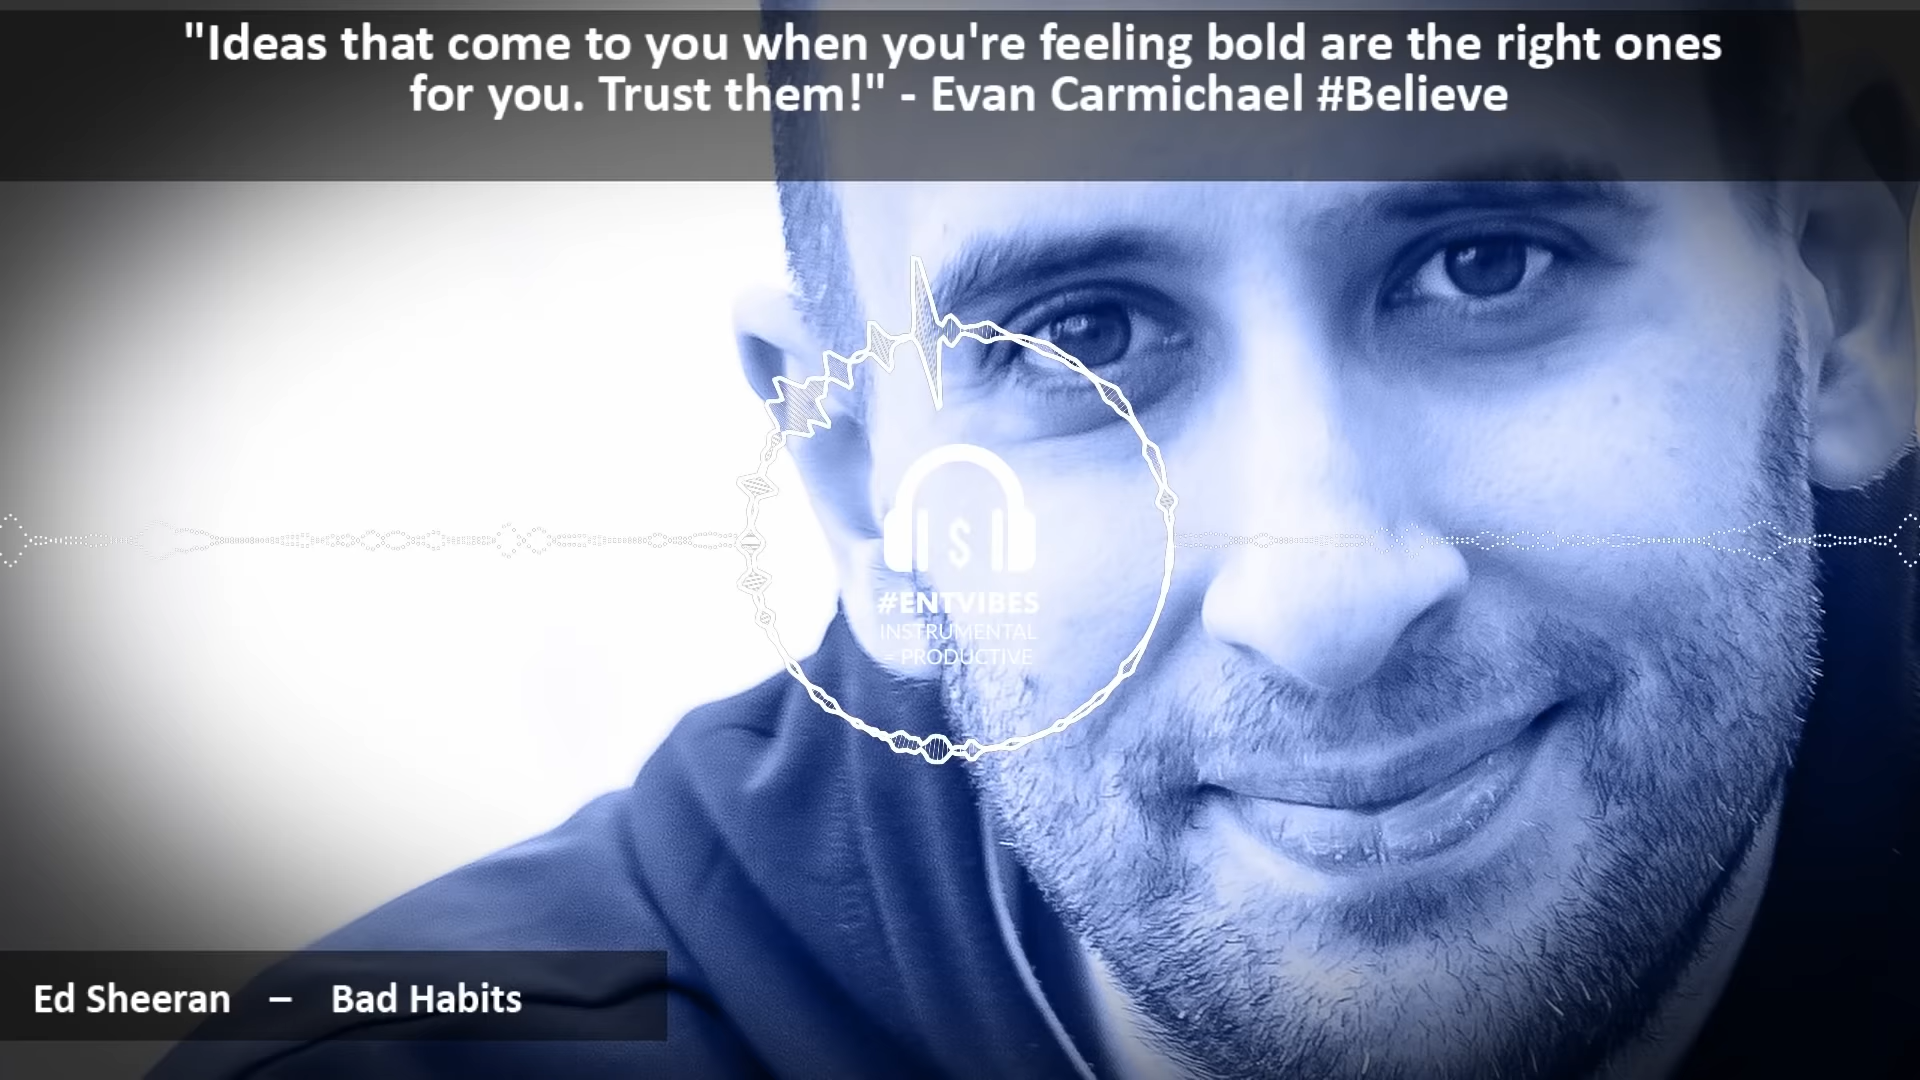 "Ideas that come to you when you're feeling bold are the right ones
for you. Trust them!" - Evan Carmichael #Believe
$
#ENTVIBES
INSTRUMENTAL
= PRODUCTIVE
Ed Sheeran – Bad Habits